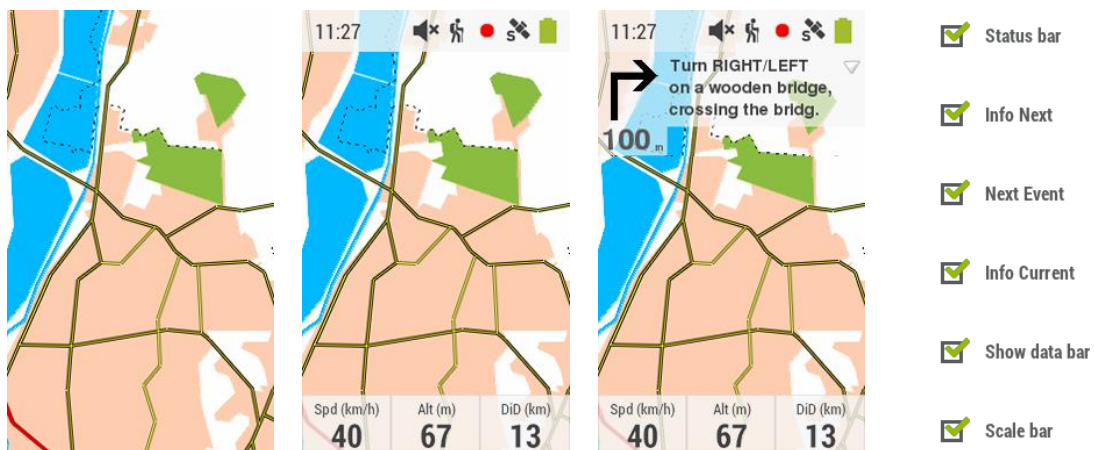 11:27
S
Spd (km/h)
Alt (m)
DiD (km)
40
67
13
11:27
S
Turn RIGHT/LEFT
on a wooden bridge,
crossing the bridg.
100 m
Spd (km/h)
Alt (m)
DiD (km)
40
67
13
Status bar
Info Next
Next Event
Info Current
Show data bar
Scale bar